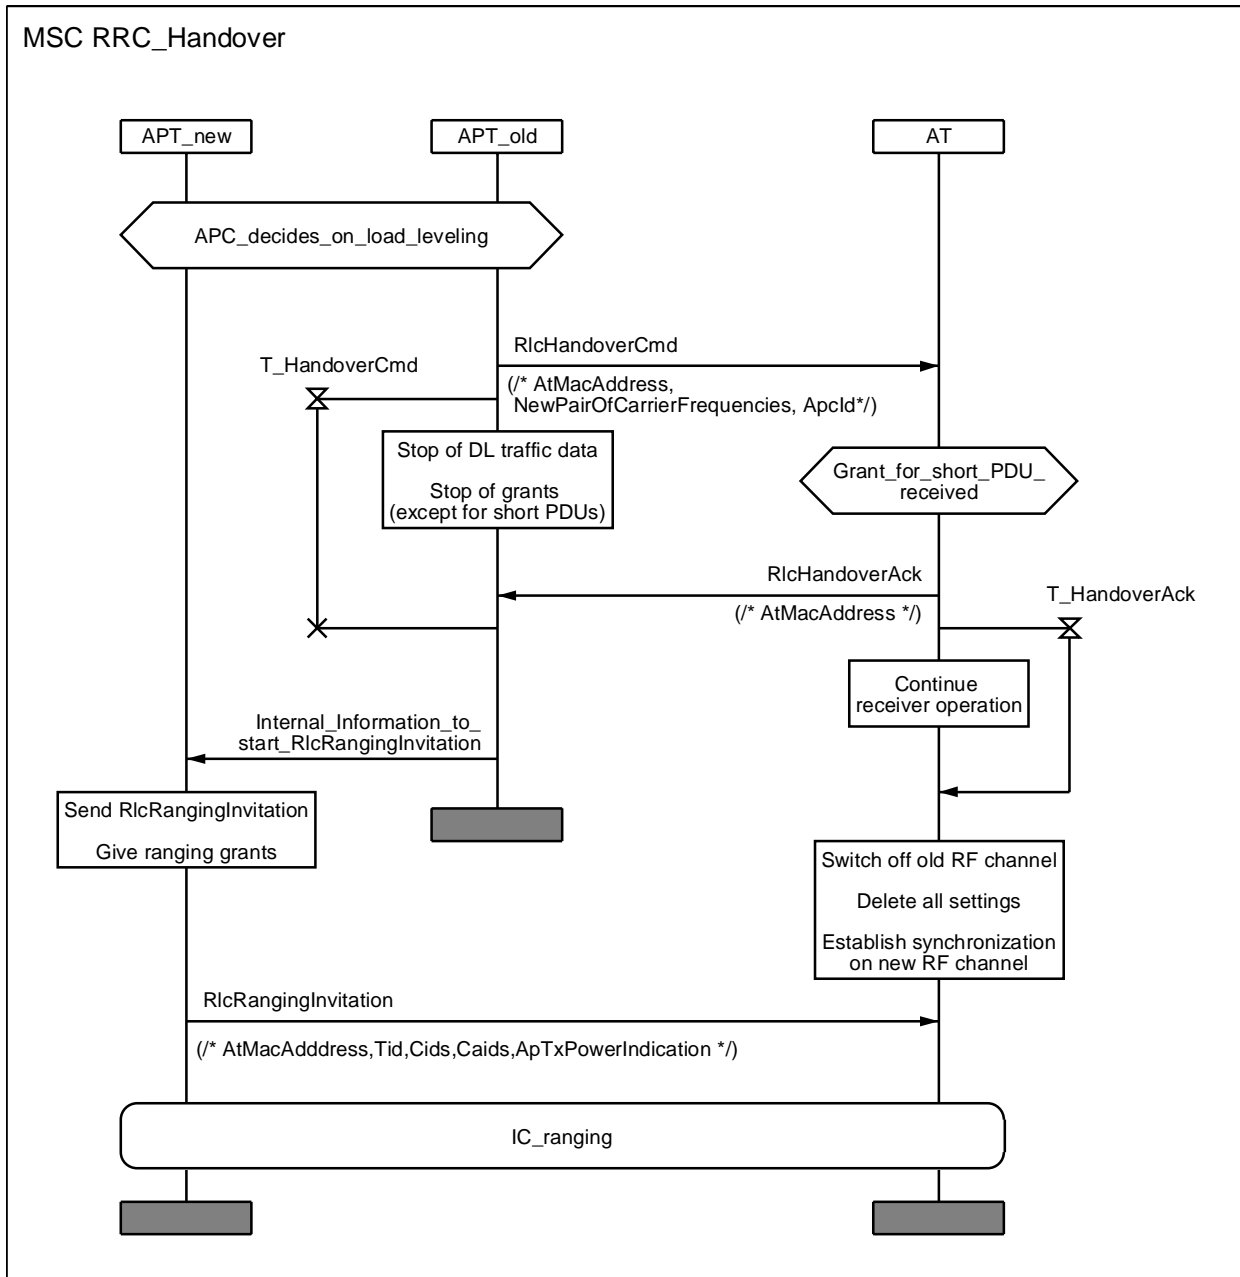 MSC RRC_Handover
APT_new
APT_old
AT
APC_decides_on_load_leveling
RlcHandoverCmd
T_HandoverCmd
(/* AtMacAddress,
NewPairOfCarrierFrequencies, ApcId*/)
Stop of DL traffic data
Stop of grants
(except for short PDUs)
Grant_for_short_PDU_
received
RlcHandoverAck
(/* AtMacAddress */)
T_HandoverAck
Continue
receiver operation
Internal_Information_to_
start_RlcRangingInvitation
Send RlcRangingInvitation
Give ranging grants
Switch off old RF channel
Delete all settings
Establish synchronization
on new RF channel
RlcRangingInvitation
(/* AtMacAdddress,Tid,Cids,Caids,ApTxPowerIndication */)
IC_ranging